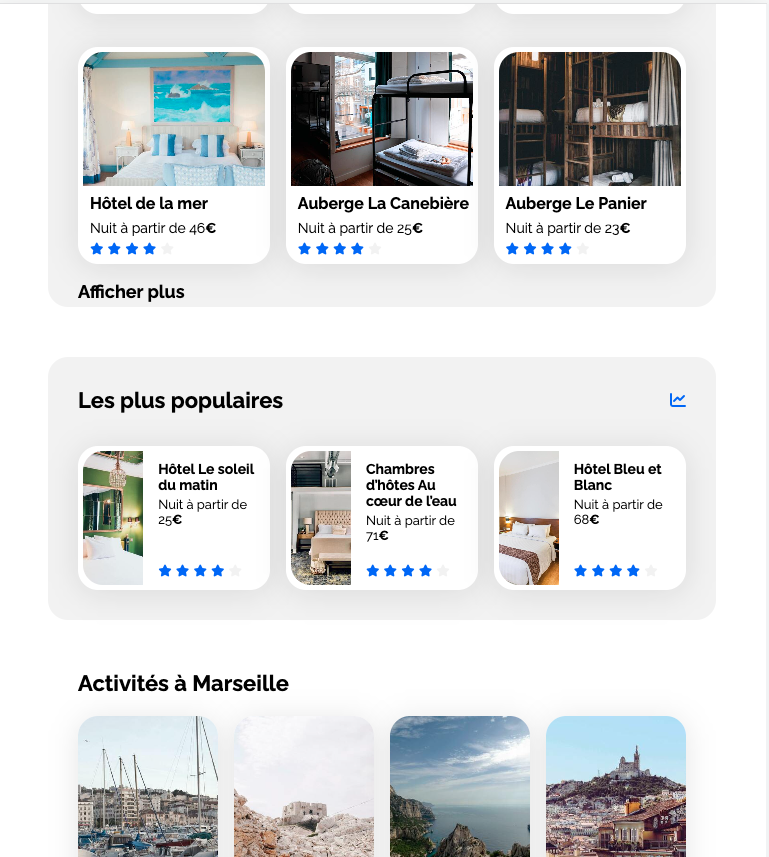 Hôtel de la mer
Nuit à partir de 46€
Auberge La Canebière
Nuit à partir de 25€
Auberge Le Panier
Nuit à partir de 23€
Afficher plus
Les plus populaires
Hôtel Le soleil
du matin
Nuit à partir de
25€
Chambres
d'hôtes Au
cœur de l'eau
Nuit à partir de
71€
Hôtel Bleu et
Blanc
Nuit à partir de
68€
Activités à Marseille